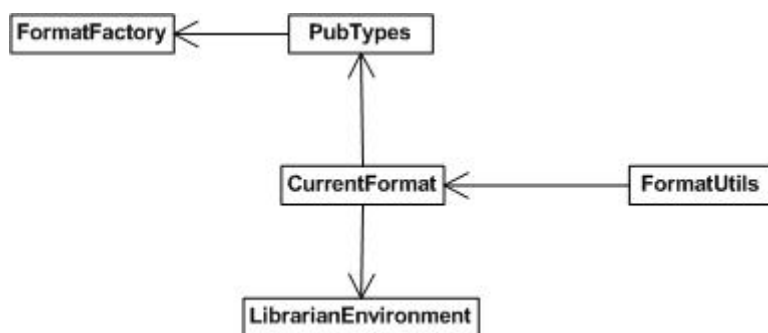 FormatFactory
PubTypes
CurrentFormat
FormatUtils
LibrarianEnvironment